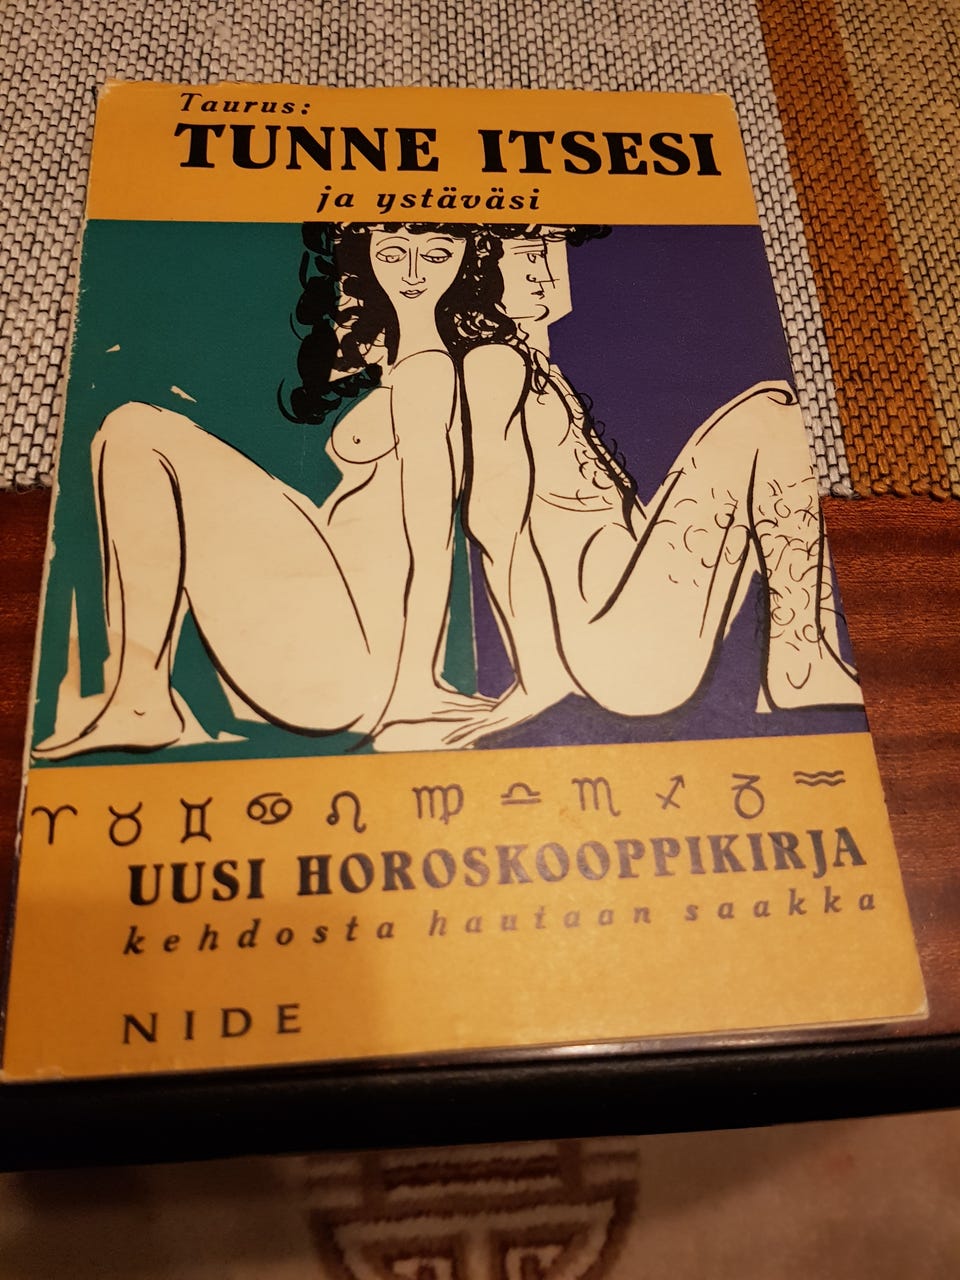 Taurus:
TUNNE ITSESI
ja ystäväsi
♈ ♉ ♊ ♋ ♌ ♍ ♎ ♏ ♐ ♑ ♒
UUSI HOROSKOOPPIKIRJA
kehdosta hautaan saakka
NIDE